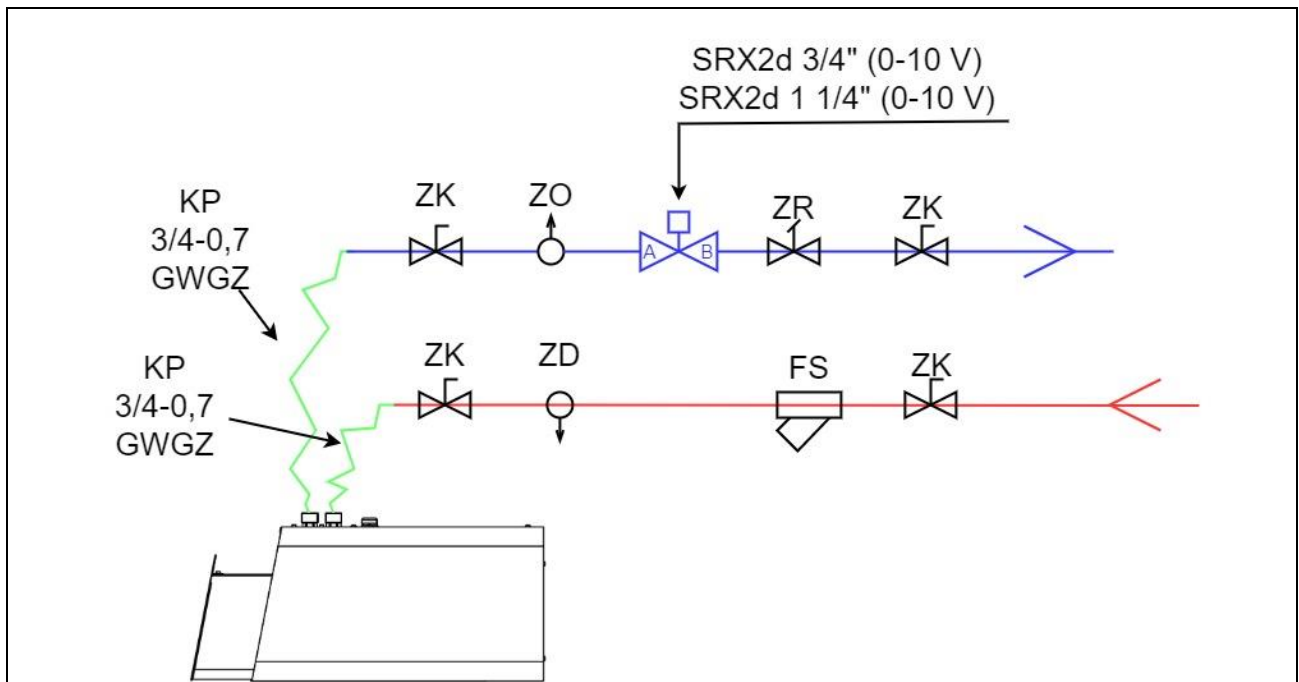 SRX2d 3/4" (0-10 V)
SRX2d 1 1/4" (0-10 V)
KP
3/4-0,7
GWGZ
ZK
ZO
A
B
ZR
ZK
KP
3/4-0,7
GWGZ
ZK
ZD
FS
ZK